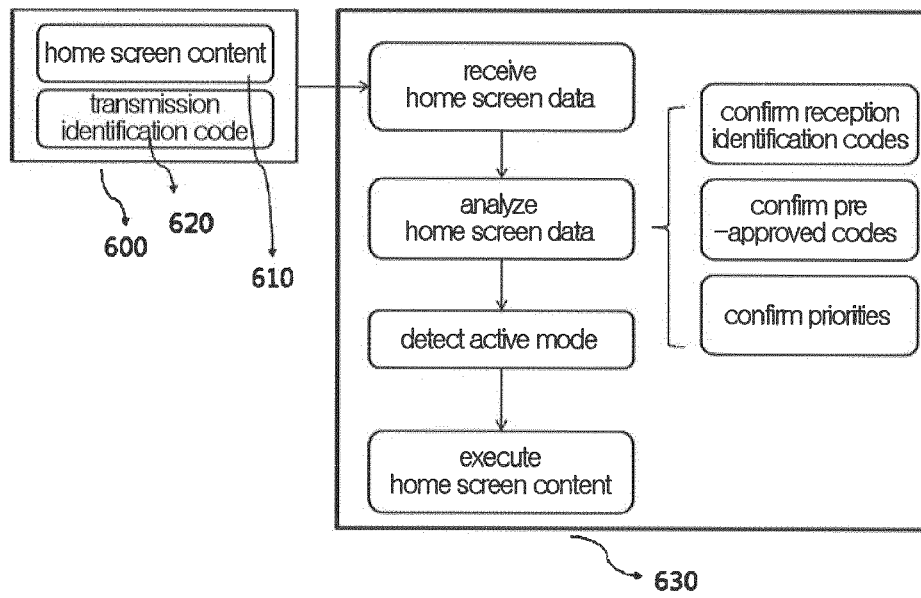 home screen content
transmission
identification code
600
620
610
receive
home screen data
analyze
home screen data
detect active mode
execute
home screen content
confirm reception
identification codes
confirm pre
-approved codes
confirm priorities
630